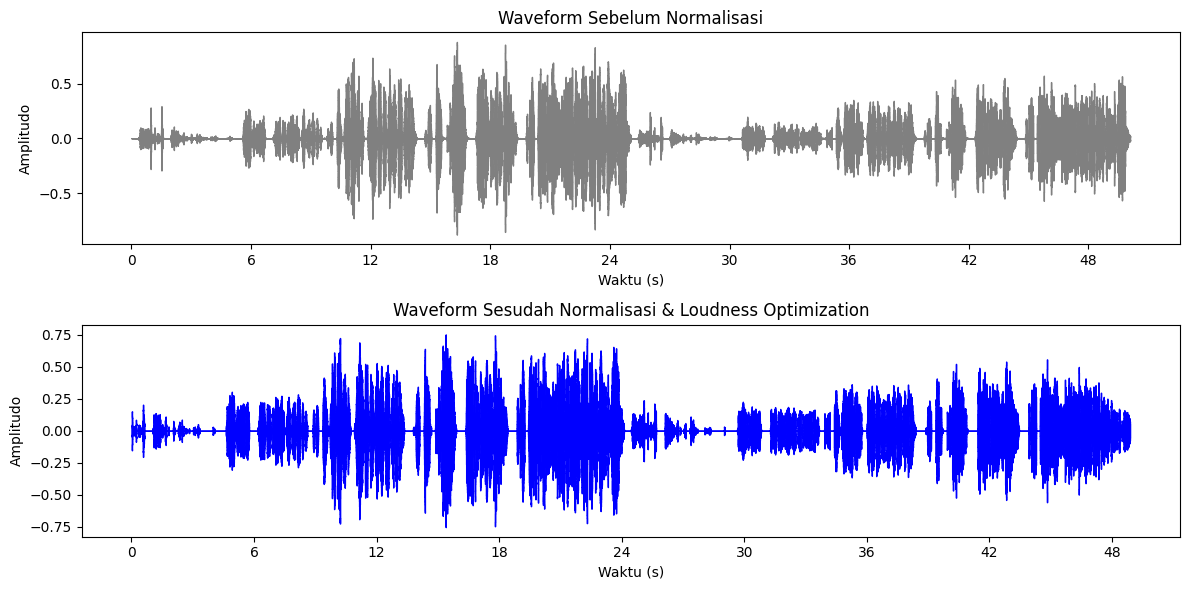 Waveform Sebelum Normalisasi
Amplitudo
0.5
0.0
−0.5
0 6 12 18 24 30 36 42 48
Waktu (s)
Waveform Sesudah Normalisasi & Loudness Optimization
Amplitudo
0.75
0.50
0.25
0.00
−0.25
−0.50
−0.75
0 6 12 18 24 30 36 42 48
Waktu (s)